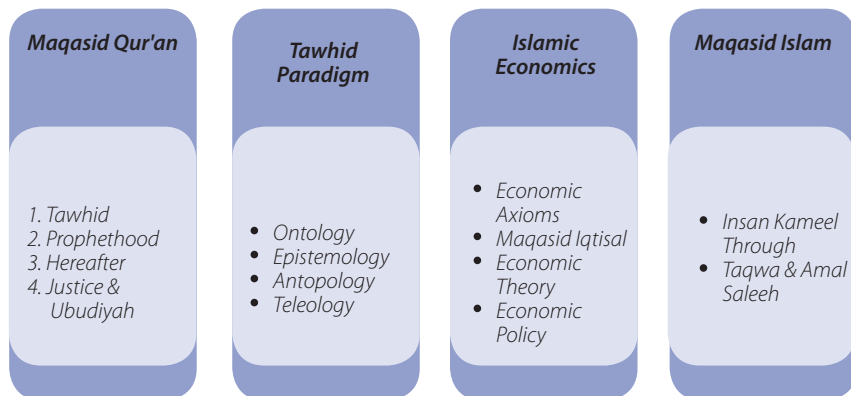 Maqasid Qur'an
1. Tawhid
2. Prophethood
3. Hereafter
4. Justice &
Ubudiyah
Tawhid
Paradigm
• Ontology
• Epistemology
• Antopology
• Teleology
Islamic
Economics
• Economic
Axioms
• Maqasid Iqtisal
• Economic
Theory
• Economic
Policy
Maqasid Islam
• Insan Kameel
Through
• Taqwa & Amal
Saleeh